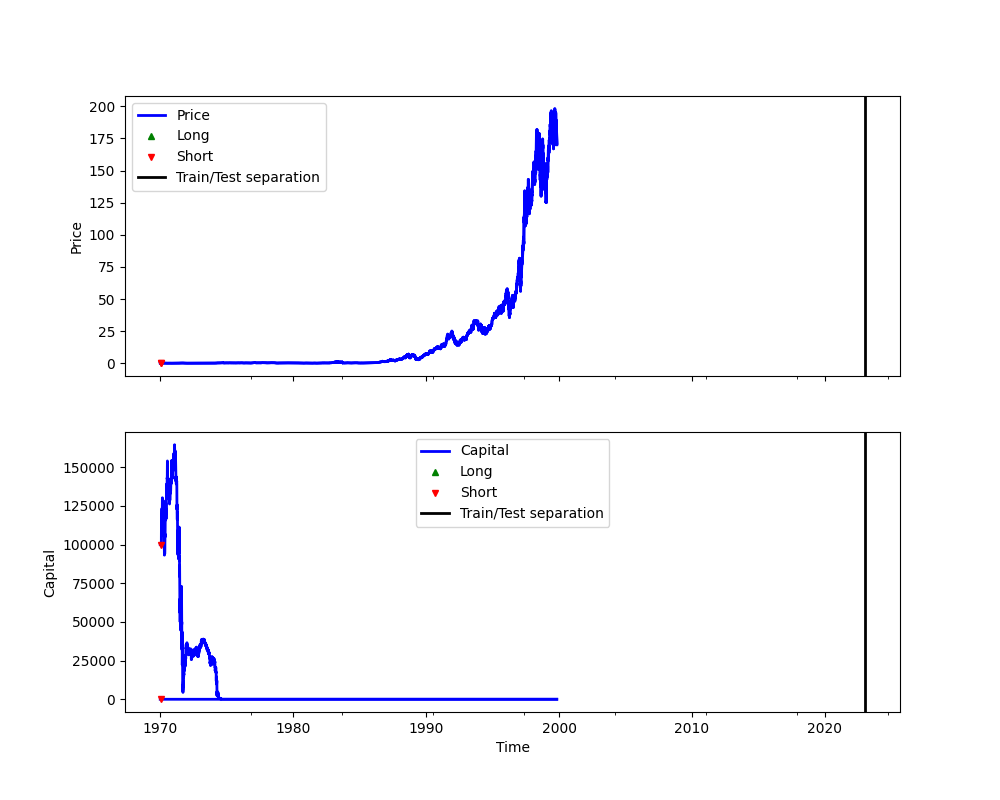 200
175
150
125
100
75
50
25
0
Price
Price
Long
Short
Train/Test separation
150000
125000
100000
75000
50000
25000
0
Capital
Capital
Long
Short
Train/Test separation
1970
1980
1990
2000
2010
2020
Time